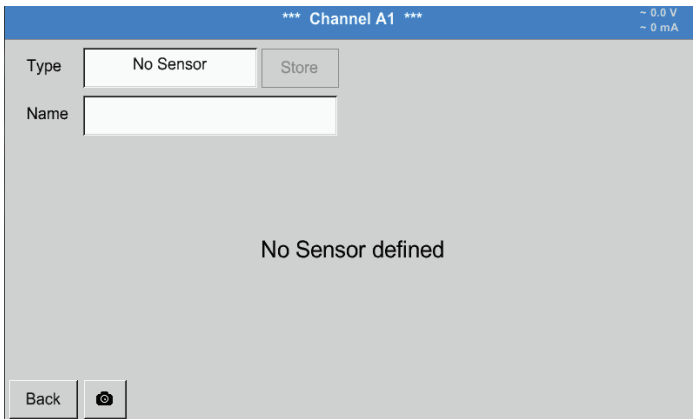 *** Channel A1 ***
~ 0.0 V
~ 0 mA
Type No Sensor Store
Name
No Sensor defined
Back